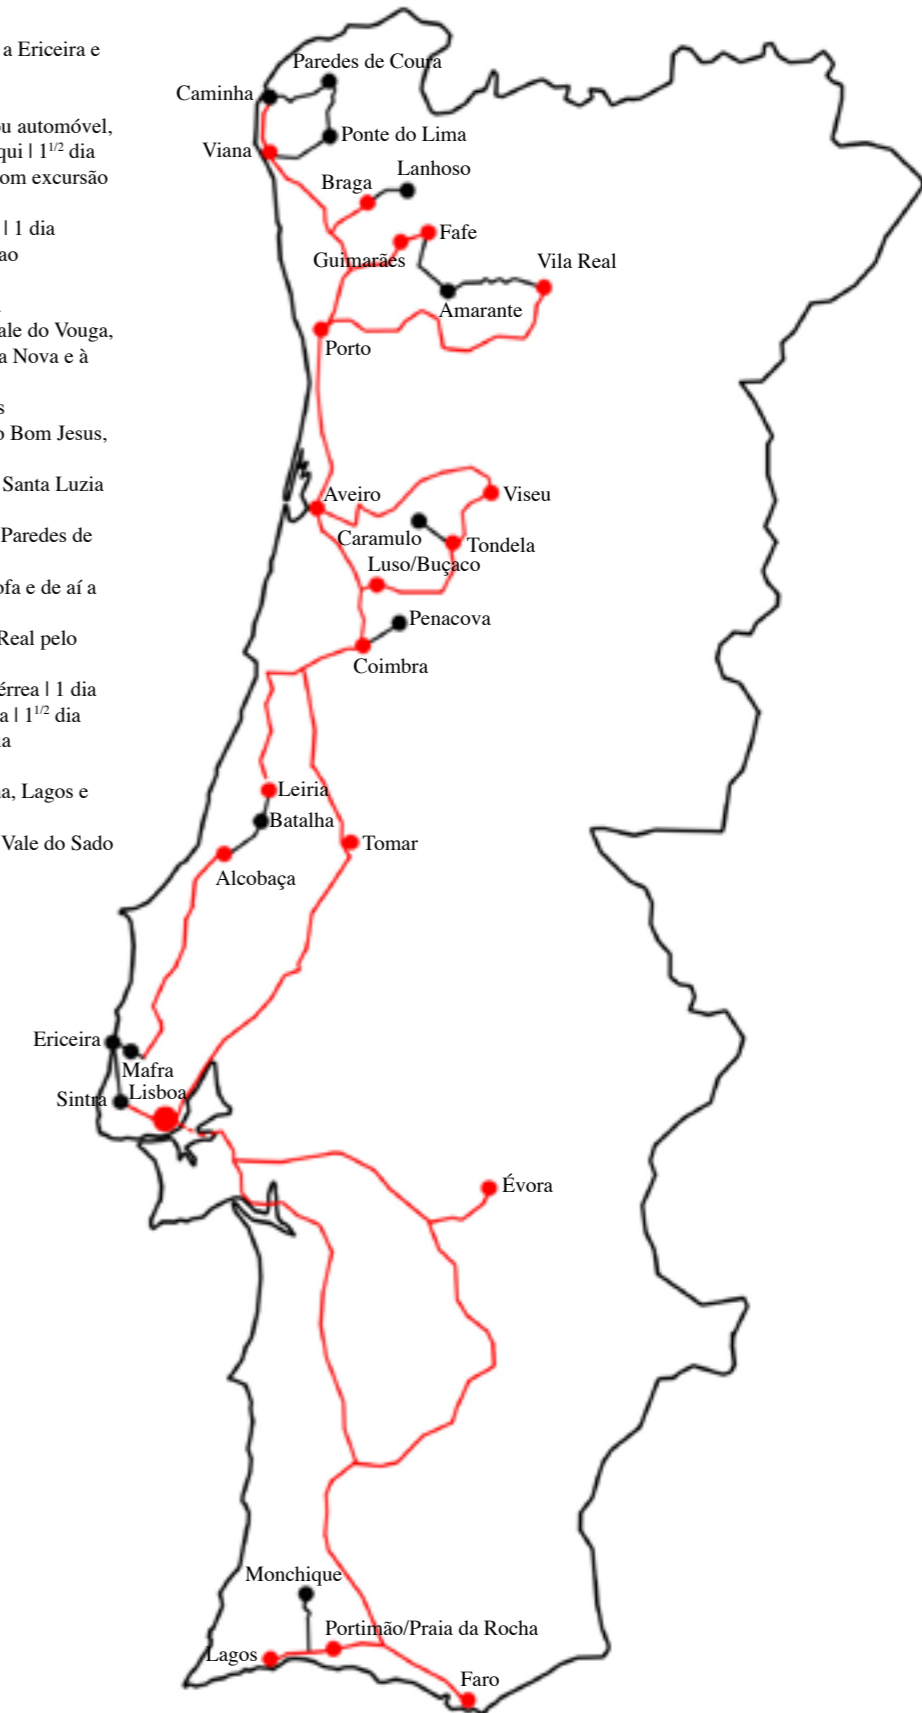 a Ericeira e
ou automóvel,
qui | 1 1/2 dia
om excursão
| 1 dia
ao
ale do Vouga,
a Nova e à
s
o Bom Jesus,
Santa Luzia
Paredes de
ofa e de aí a
Real pelo
érrea | 1 dia
a | 1 1/2 dia
ia
na, Lagos e
Vale do Sado
Paredes de Coura
Caminha
Ponte do Lima
Viana
Lanhoso
Braga
Fafe
Guimarães
Vila Real
Amarante
Porto
Aveiro
Viseu
Caramulo
Tondela
Luso/Buçaco
Penacova
Coimbra
Leiria
Batalha
Tomar
Alcobaça
Ericeira
Mafra
Lisboa
Sintra
Évora
Monchique
Portimão/Praia da Rocha
Lagos
Faro